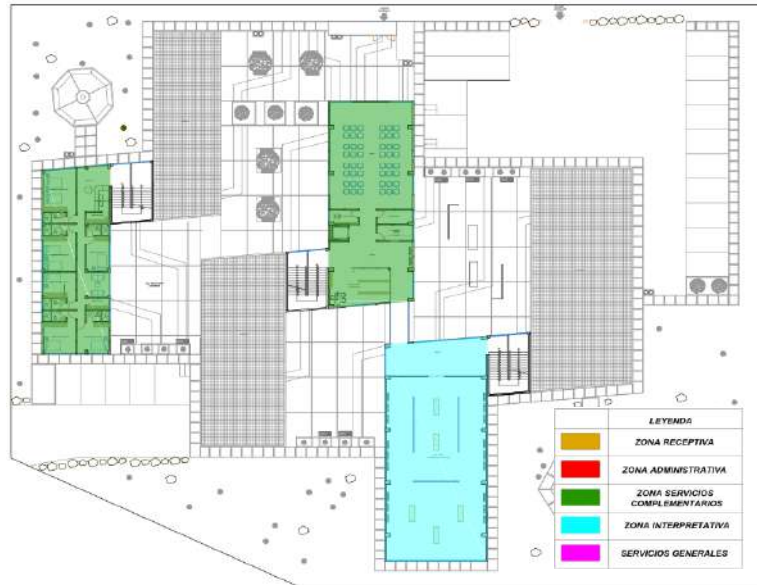 LEYENDA
ZONA RECEPTIVA
ZONA ADMINISTRATIVA
ZONA SERVICIOS
COMPLEMENTARIOS
ZONA INTERPRETATIVA
SERVICIOS GENERALES